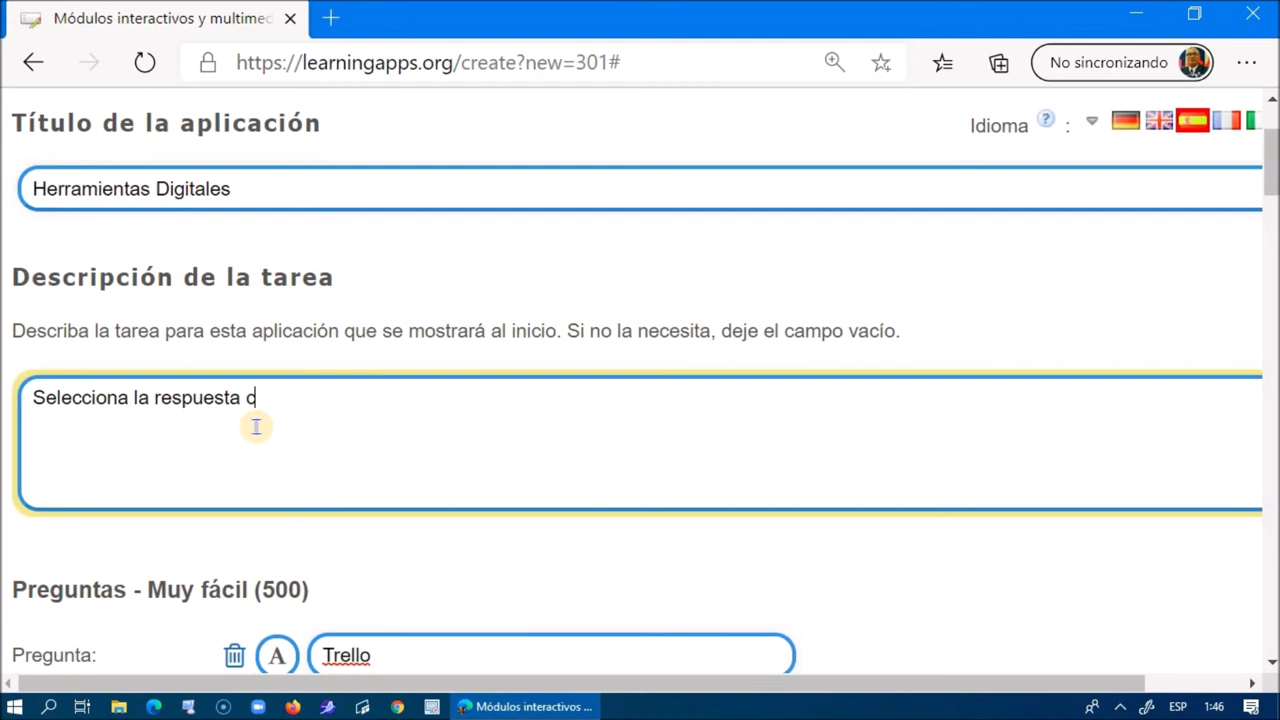 Módulos interactivos y multimed
https://learningapps.org/create?new=301#
No sincronizando
Título de la aplicación
Idioma ? :
Herramientas Digitales
Descripción de la tarea
Describa la tarea para esta aplicación que se mostrará al inicio. Si no la necesita, deje el campo vacío.
Selecciona la respuesta c
Preguntas - Muy fácil (500)
Pregunta:
A
Trello
Módulos interactivos ...
ESP
1:46